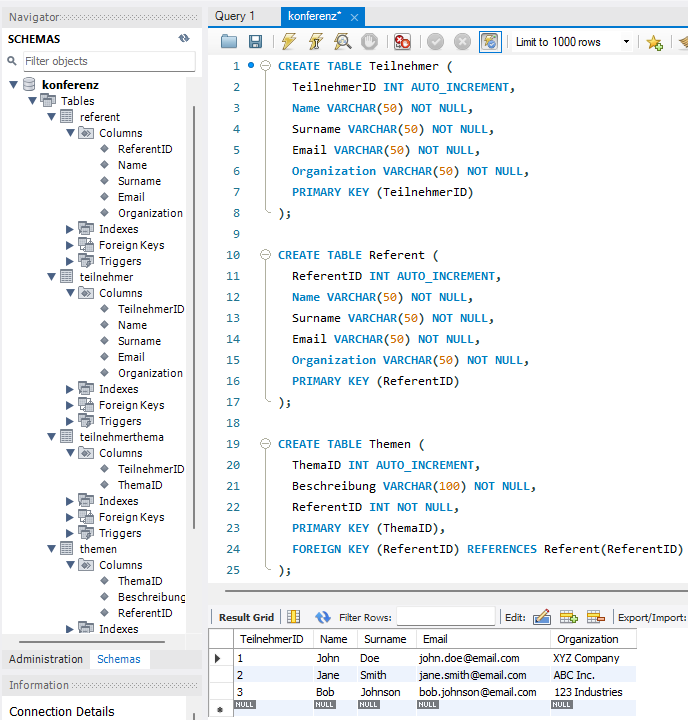 Navigator
SCHEMAS
Filter objects
konferenz
Tables
referent
Columns
ReferentID
Name
Surname
Email
Organization
Indexes
Foreign Keys
Triggers
teilnehmer
Columns
TeilnehmerID
Name
Surname
Email
Organization
Indexes
Foreign Keys
Triggers
teilnehmerthema
Columns
TeilnehmerID
ThemaID
Indexes
Foreign Keys
Triggers
themen
Columns
ThemaID
Beschreibung
ReferentID
Indexes
Administration Schemas
Information
Connection Details
Query 1 konferenz*
Limit to 1000 rows
1 CREATE TABLE Teilnehmer (
2 TeilnehmerID INT AUTO_INCREMENT,
3 Name VARCHAR(50) NOT NULL,
4 Surname VARCHAR(50) NOT NULL,
5 Email VARCHAR(50) NOT NULL,
6 Organization VARCHAR(50) NOT NULL,
7 PRIMARY KEY (TeilnehmerID)
8 );
9
10 CREATE TABLE Referent (
11 ReferentID INT AUTO_INCREMENT,
12 Name VARCHAR(50) NOT NULL,
13 Surname VARCHAR(50) NOT NULL,
14 Email VARCHAR(50) NOT NULL,
15 Organization VARCHAR(50) NOT NULL,
16 PRIMARY KEY (ReferentID)
17 );
18
19 CREATE TABLE Themen (
20 ThemaID INT AUTO_INCREMENT,
21 Beschreibung VARCHAR(100) NOT NULL,
22 ReferentID INT NOT NULL,
23 PRIMARY KEY (ThemaID),
24 FOREIGN KEY (ReferentID) REFERENCES Referent(ReferentID)
25 );
Result Grid Filter Rows: Edit: Export/Import:
TeilnehmerID Name Surname Email Organization
1 John Doe john.doe@email.com XYZ Company
2 Jane Smith jane.smith@email.com ABC Inc.
3 Bob Johnson bob.johnson@email.com 123 Industries
NULL NULL NULL NULL NULL